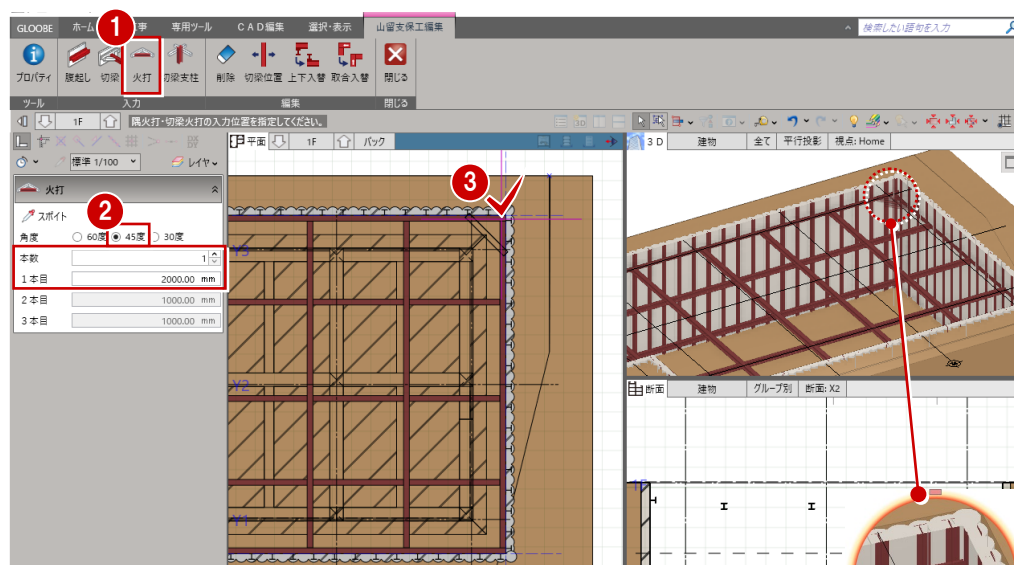 GLOOBE ホーム 事 専用ツール CAD編集 選択・表示 山留支保工編集 検索したい語句を入力
1
プロパティ 腹起し 切梁 火打 切梁支柱 削除 切梁位置 上下入替 取合入替 閉じる
ツール 入力 編集 閉じる
1F 隅火打・切梁火打の入力位置を指定してください。
平面 1F パック
3D 建物 全て 平行投影 視点: Home
標準 1/100 レイヤ
火打
3
スポイト
2
角度 60度 45度 30度
本数 1
1本目 2000.00 mm
2本目 1000.00 mm
3本目 1000.00 mm
Y3
Y2
Y1
断面 建物 グループ別 断面: X2